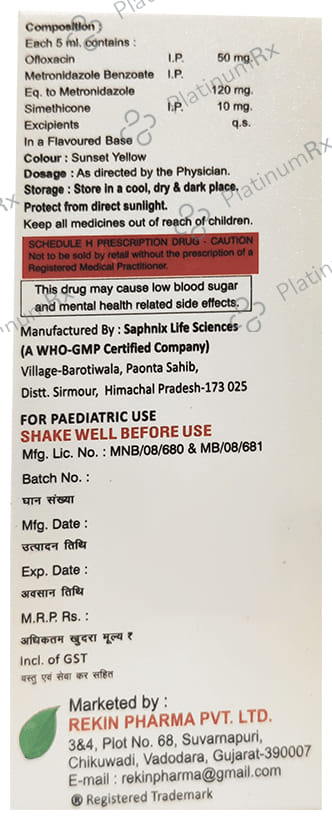 Composition :
Each 5 ml. contains :
Ofloxacin I.P. 50 mg.
Metronidazole Benzoate I.P.
Eq. to Metronidazole 120 mg.
Simethicone I.P. 10 mg.
Excipients q.s.
In a Flavoured Base
Colour : Sunset Yellow
Dosage : As directed by the Physician.
Storage : Store in a cool, dry & dark place.
Protect from direct sunlight.
Keep all medicines out of reach of children.
SCHEDULE H PRESCRIPTION DRUG - CAUTION
Not to be sold by retail without the prescription of a
Registered Medical Practitioner.
This drug may cause low blood sugar
and mental health related side effects.
Manufactured By : Saphnix Life Sciences
(A WHO-GMP Certified Company)
Village-Barotiwala, Paonta Sahib,
Distt. Sirmour, Himachal Pradesh-173 025
FOR PAEDIATRIC USE
SHAKE WELL BEFORE USE
Mfg. Lic. No. : MNB/08/680 & MB/08/681
Batch No. :
घान संख्या
Mfg. Date :
उत्पादन तिथि
Exp. Date :
अवसान तिथि
M.R.P. Rs. :
अधिकतम खुदरा मूल्य ₹
Incl. of GST
वस्तु एवं सेवा कर सहित
Marketed by :
REKIN PHARMA PVT. LTD.
3&4, Plot No. 68, Suvarnapuri,
Chikuwadi, Vadodara, Gujarat-390007
E-mail : rekinpharma@gmail.com
® Registered Trademark
PlatinumRx
PlatinumRx